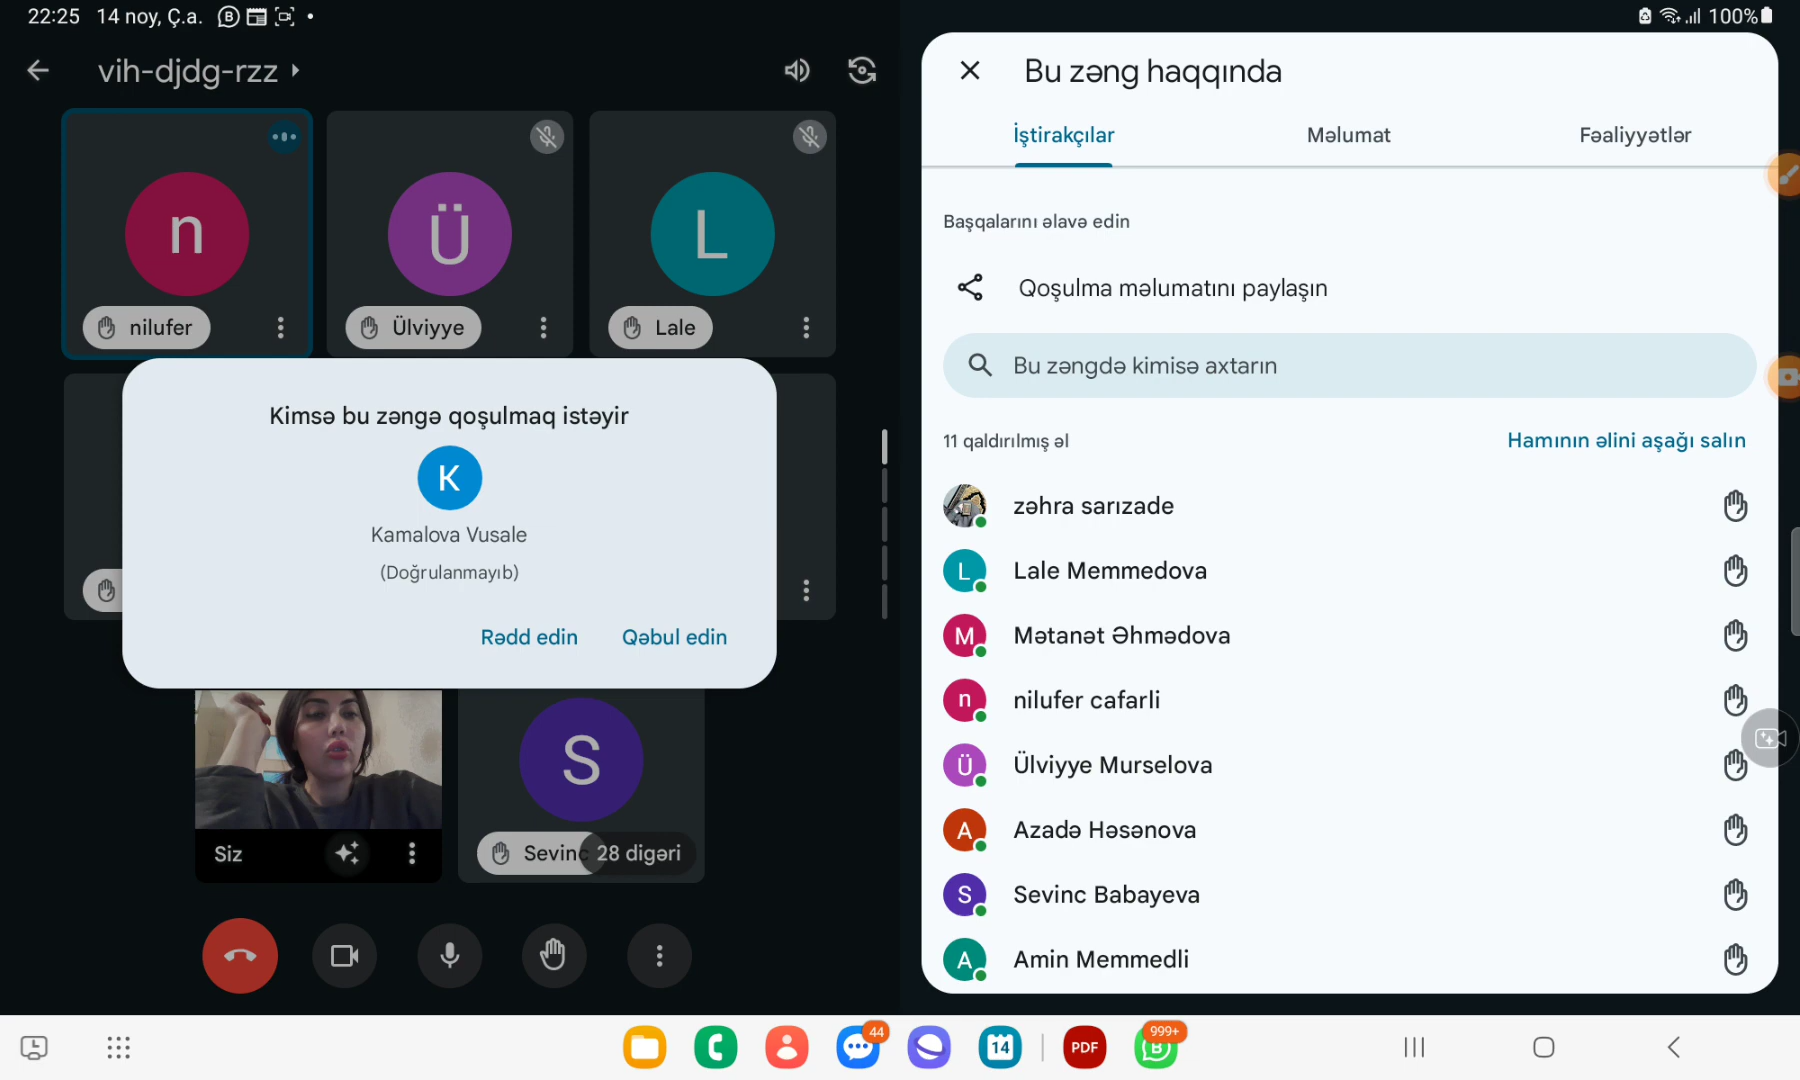 22:25 14 noy, Ç.a.
100%
vih-djdg-rzz
n
nilufer
Ü
Ülviyye
L
Lale
Kimsə bu zəngə qoşulmaq istəyir
K
Kamalova Vusale
(Doğrulanmayıb)
Rədd edin
Qəbul edin
Siz
S
Sevinc
28 digəri
Bu zəng haqqında
İştirakçılar
Məlumat
Fəaliyyətlər
Başqalarını əlavə edin
Qoşulma məlumatını paylaşın
Bu zəngdə kimisə axtarın
11 qaldırılmış əl
Hamının əlini aşağı salın
zəhra sarızade
L Lale Memmedova
M Mətanət Əhmədova
n nilufer cafarli
Ü Ülviyye Murselova
A Azadə Həsənova
S Sevinc Babayeva
A Amin Memmedli
44
14
PDF
999+
B